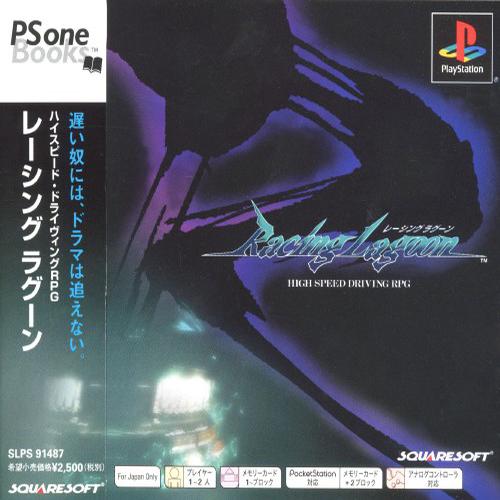 PS one
Books™
PlayStation
®
遅い奴には、ドラマは追えない。
ハイスピード・ドライヴィングRPG
レーシング ラグーン
レーシング ラグーン
Racing Lagoon™
HIGH SPEED DRIVING RPG
SLPS 91487
希望小売価格¥2,500(税別)
SQUARESOFT
For Japan Only
プレイヤー
1~2人
メモリーカード
1~ブロック
PocketStation
対応
メモリーカード
+2ブロック
アナログコントローラ
対応
SQUARESOFT